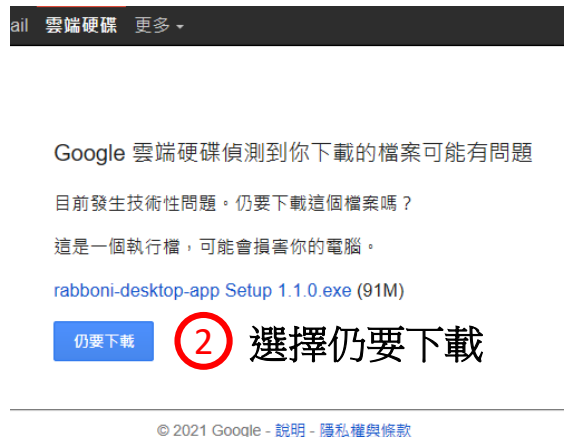 ail 雲端硬碟 更多
Google 雲端硬碟偵測到你下載的檔案可能有問題
目前發生技術性問題。仍要下載這個檔案嗎？
這是一個執行檔，可能會損害你的電腦。
rabboni-desktop-app Setup 1.1.0.exe (91M)
仍要下載 2 選擇仍要下載
© 2021 Google - 說明 - 隱私權與條款